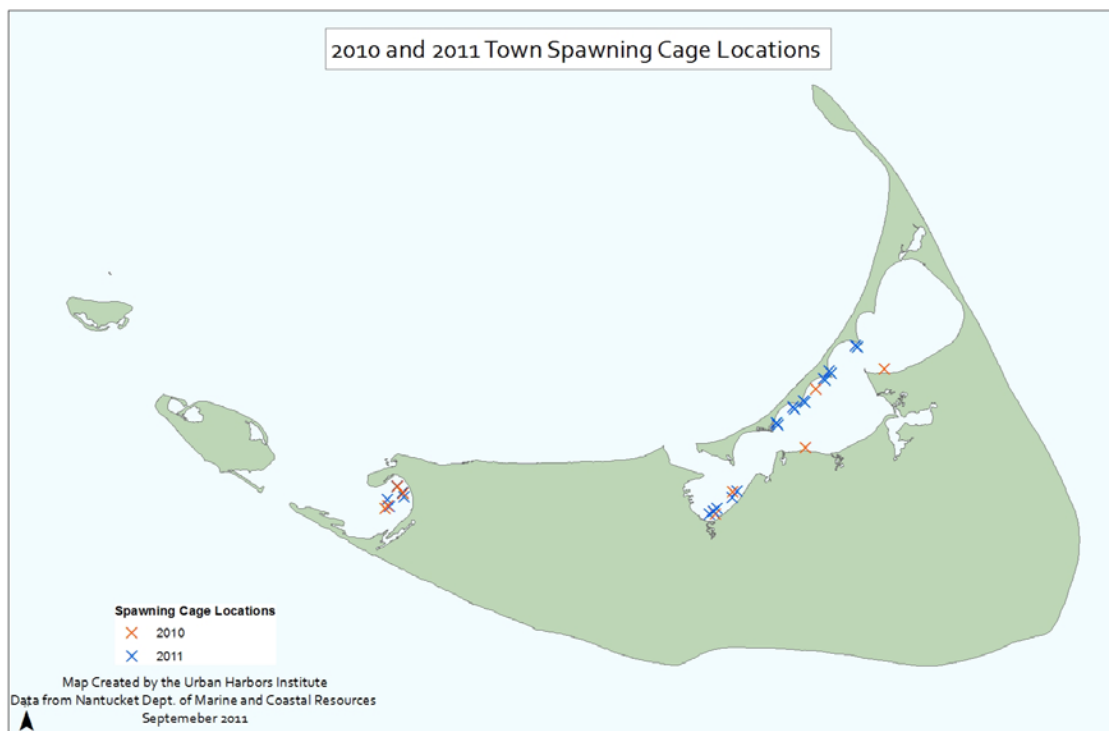 2010 and 2011 Town Spawning Cage Locations
Spawning Cage Locations
2010
2011
Map Created by the Urban Harbors Institute
Data from Nantucket Dept. of Marine and Coastal Resources
Septemeber 2011